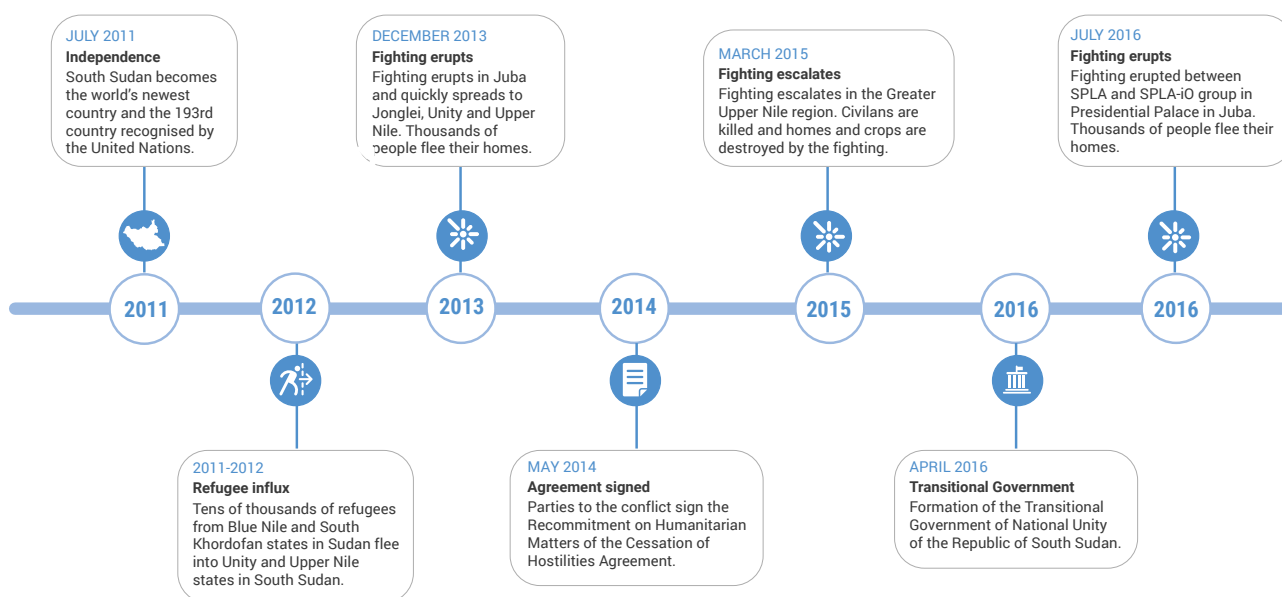 JULY 2011
Independence
South Sudan becomes
the world's newest
country and the 193rd
country recognised by
the United Nations.
DECEMBER 2013
Fighting erupts
Fighting erupts in Juba
and quickly spreads to
Jonglei, Unity and Upper
Nile. Thousands of
people flee their homes.
MARCH 2015
Fighting escalates
Fighting escalates in the Greater
Upper Nile region. Civilans are
killed and homes and crops are
destroyed by the fighting.
JULY 2016
Fighting erupts
Fighting erupted between
SPLA and SPLA-iO group in
Presidential Palace in Juba.
Thousands of people flee their
homes.
2011
2012
2013
2014
2015
2016
2016
2011-2012
Refugee influx
Tens of thousands of refugees
from Blue Nile and South
Khordofan states in Sudan flee
into Unity and Upper Nile
states in South Sudan.
MAY 2014
Agreement signed
Parties to the conflict sign the
Recommitment on Humanitarian
Matters of the Cessation of
Hostilities Agreement.
APRIL 2016
Transitional Government
Formation of the Transitional
Government of National Unity
of the Republic of South Sudan.